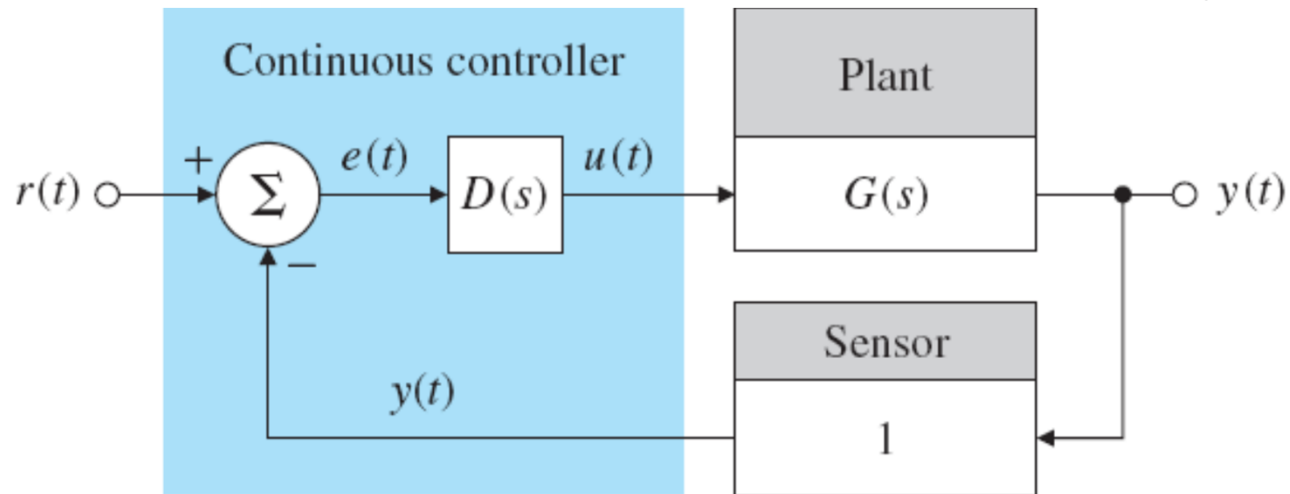 Continuous controller
Plant
r(t)
+
Σ
e(t)
D(s)
u(t)
G(s)
y(t)
−
Sensor
y(t)
1